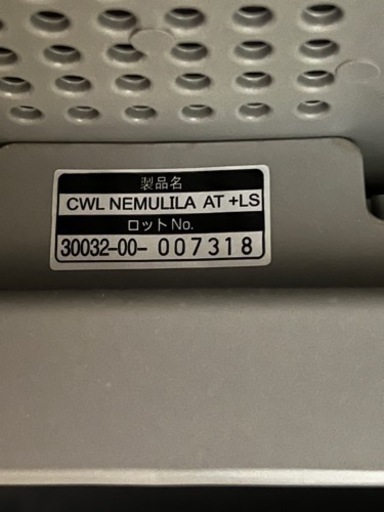 製品名
CWL NEMULILA AT +LS
ロットNo.
30032-00- 007318